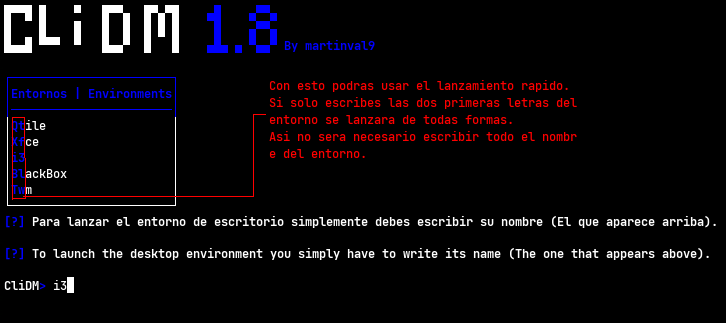 CLiDM 1.8 By martinval9
Entornos | Environments
Qtile
Xfce
i3
BlackBox
Twm
Con esto podras usar el lanzamiento rapido.
Si solo escribes las dos primeras letras del
entorno se lanzara de todas formas.
Asi no sera necesario escribir todo el nombr
e del entorno.
[?] Para lanzar el entorno de escritorio simplemente debes escribir su nombre (El que aparece arriba).
[?] To launch the desktop environment you simply have to write its name (The one that appears above).
CliDM> i3